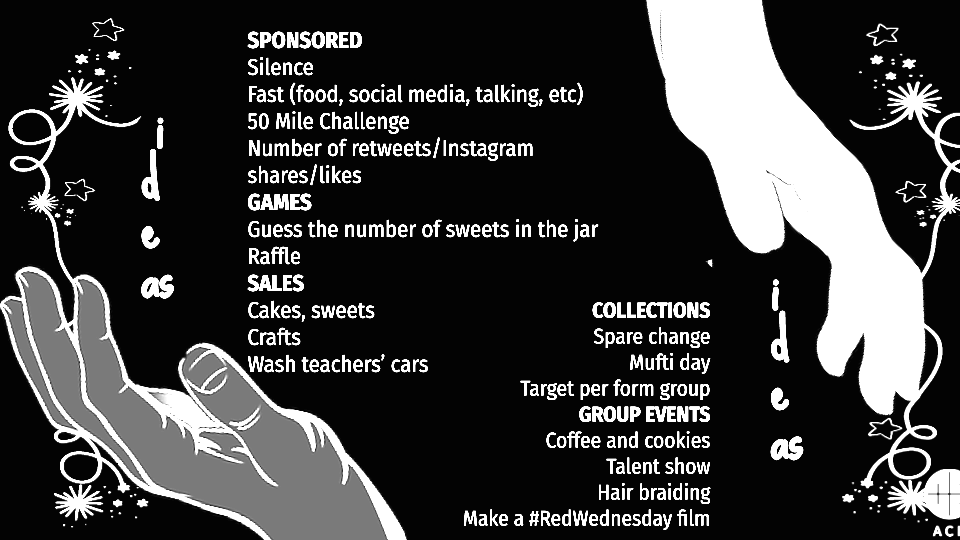 i
d
e
as
SPONSORED
Silence
Fast (food, social media, talking, etc)
50 Mile Challenge
Number of retweets/Instagram
shares/likes
GAMES
Guess the number of sweets in the jar
Raffle
SALES
Cakes, sweets
Crafts
Wash teachers’ cars
COLLECTIONS
Spare change
Mufti day
Target per form group
GROUP EVENTS
Coffee and cookies
Talent show
Hair braiding
Make a #RedWednesday film
i
d
e
as